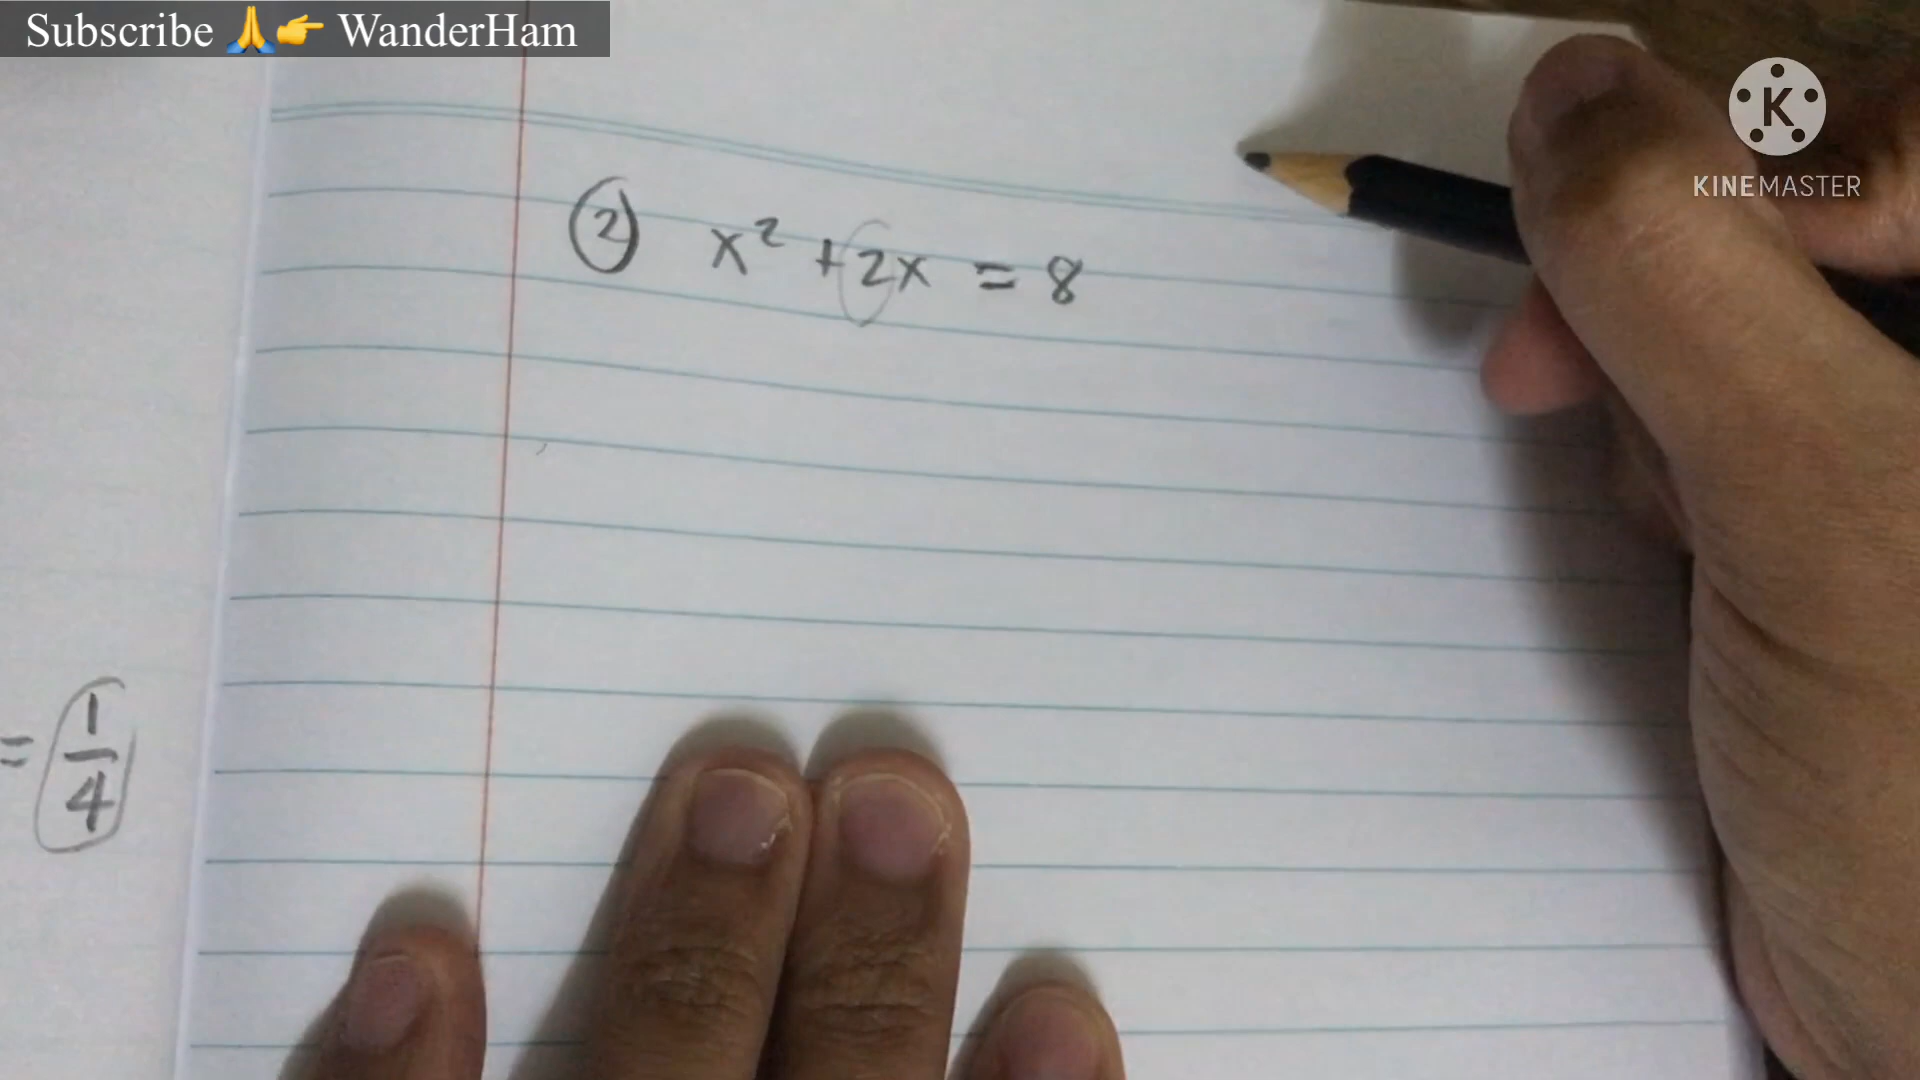 Subscribe 🙏👉 WanderHam
K
KINEMASTER
② x² + 2x = 8
= 1/4